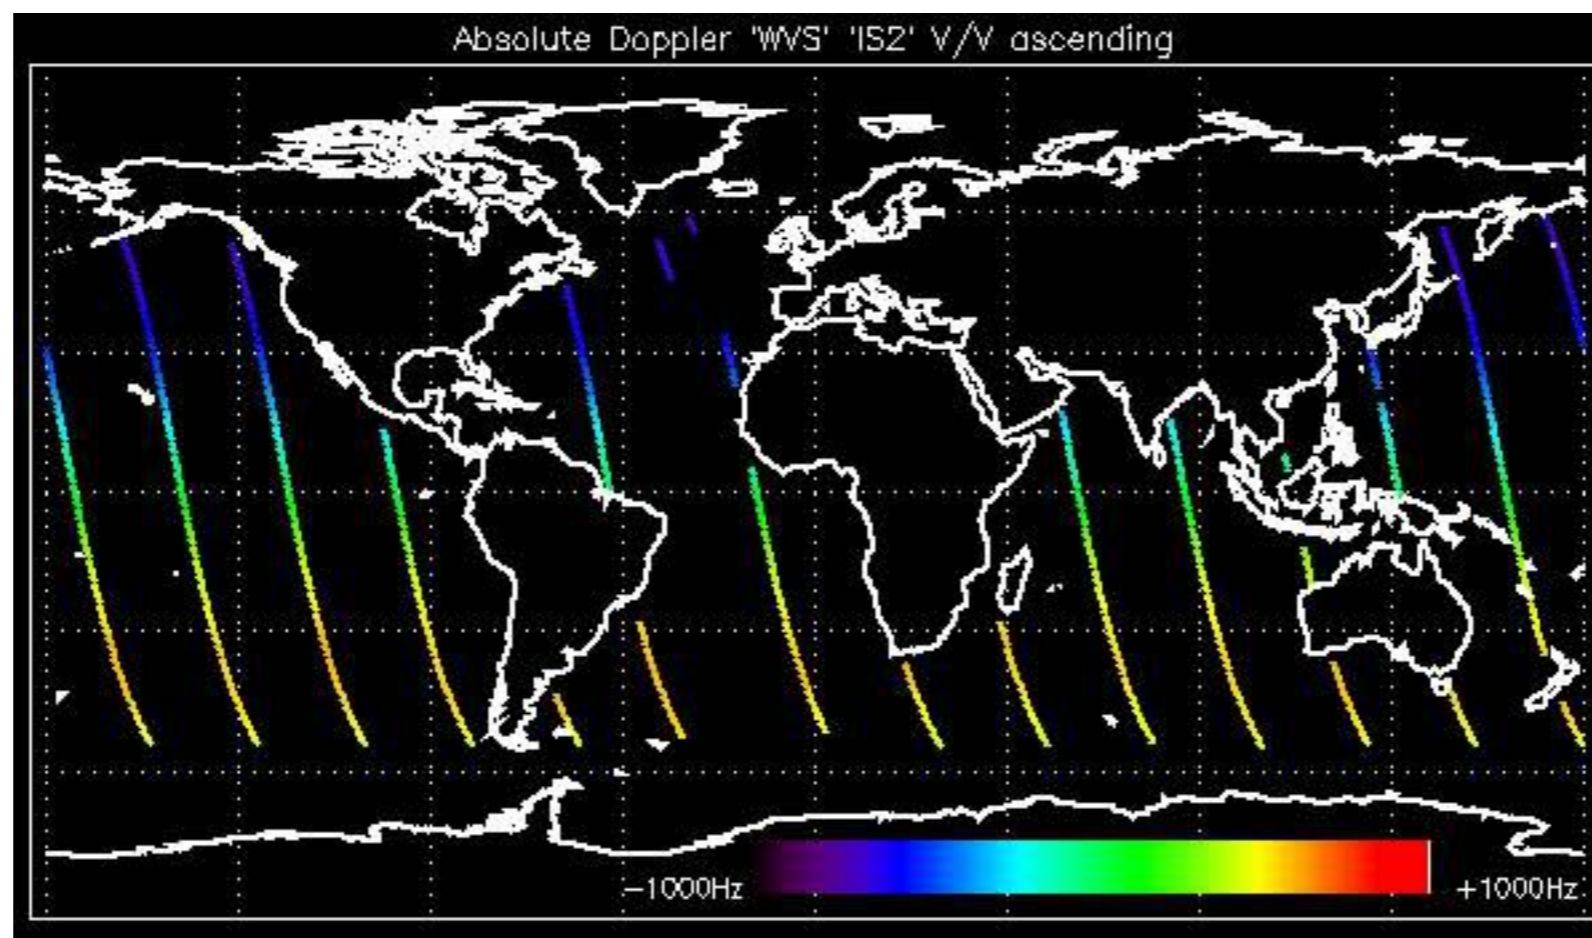 Absolute Doppler 'WVS' 'IS2' V/V ascending
−1000Hz
+1000Hz